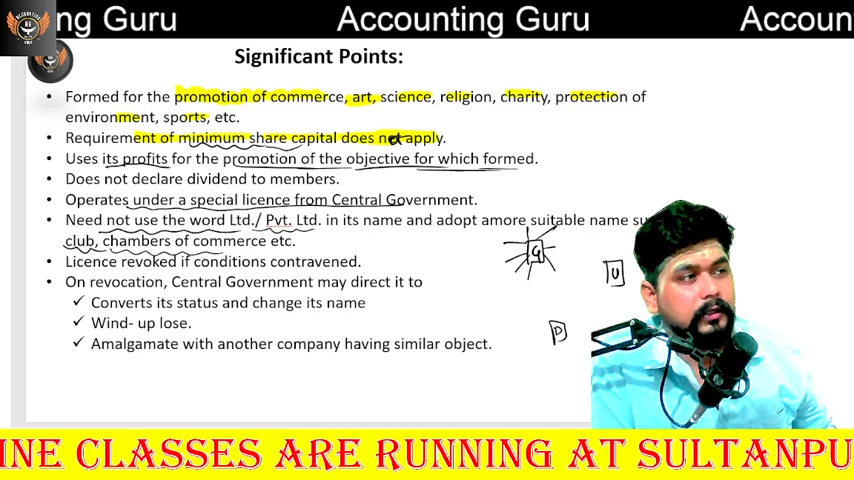 ng Guru Accounting Guru Accoun
Significant Points:
• Formed for the promotion of commerce, art, science, religion, charity, protection of
environment, sports, etc.
• Requirement of minimum share capital does not apply.
• Uses its profits for the promotion of the objective for which formed.
• Does not declare dividend to members.
• Operates under a special licence from Central Government.
• Need not use the word Ltd./ Pvt. Ltd. in its name and adopt amore suitable name su
club, chambers of commerce etc.
• Licence revoked if conditions contravened.
• On revocation, Central Government may direct it to
✓ Converts its status and change its name
✓ Wind- up lose.
✓ Amalgamate with another company having similar object.
G
U
D
INE CLASSES ARE RUNNING AT SULTANPU